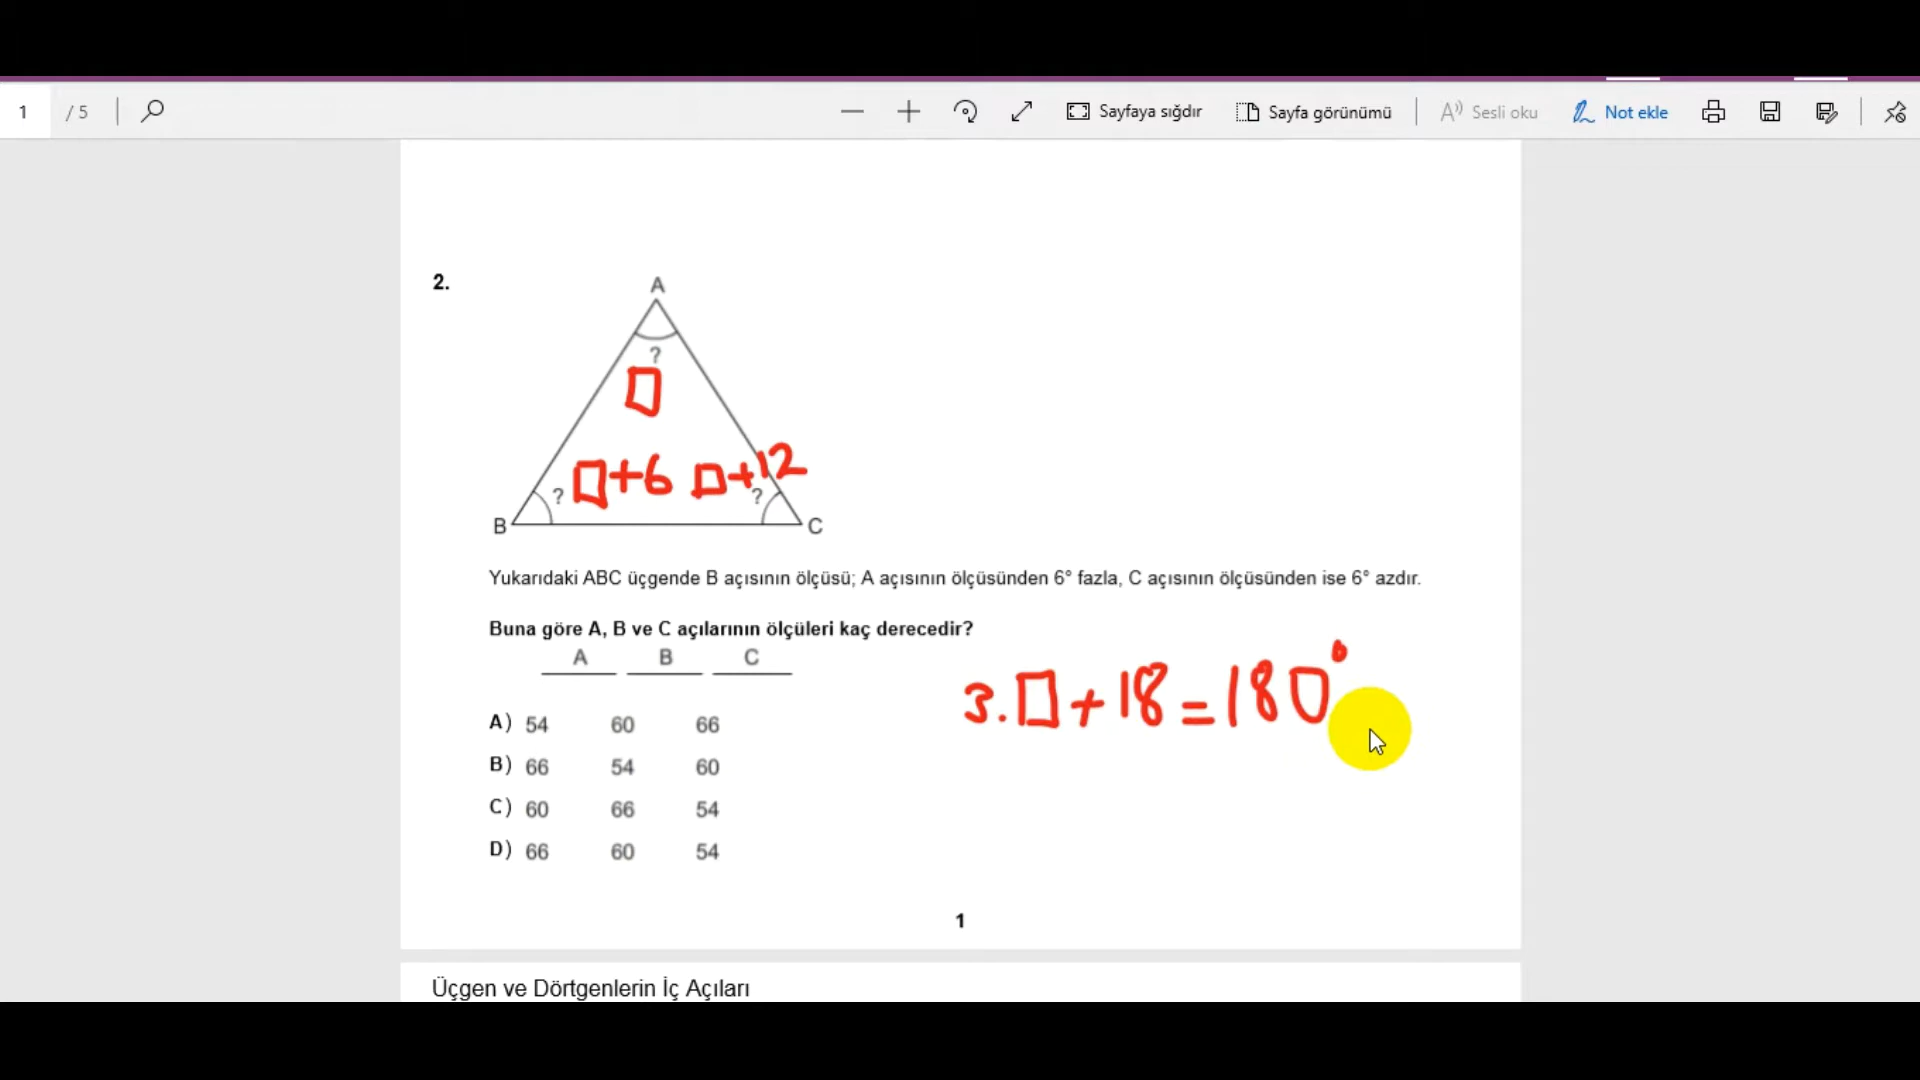 1 / 5 Sayfaya sığdır Sayfa görünümü Sesli oku Not ekle
2.
A
?
□
□+6 □+12
? ?
B C
Yukarıdaki ABC üçgende B açısının ölçüsü; A açısının ölçüsünden 6° fazla, C açısının ölçüsünden ise 6° azdır.
Buna göre A, B ve C açılarının ölçüleri kaç derecedir?
A B C
3.□+18=180°
A) 54 60 66
B) 66 54 60
C) 60 66 54
D) 66 60 54
1
Üçgen ve Dörtgenlerin İç Açıları